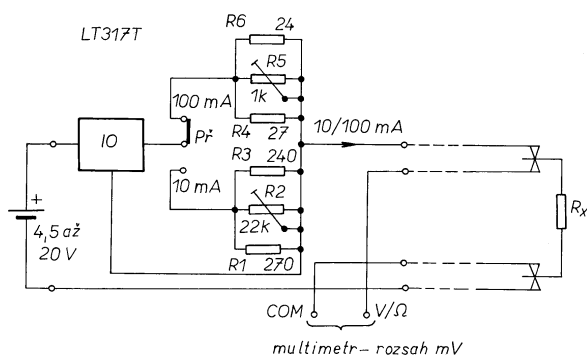 LT317T
R6 24
R5
1k
100 mA
R4 27
10/100 mA
IO
Př
R3 240
10 mA
R2
22k
Rx
+
4,5 až
20 V
R1 270
COM V/Ω
multimetr – rozsah mV